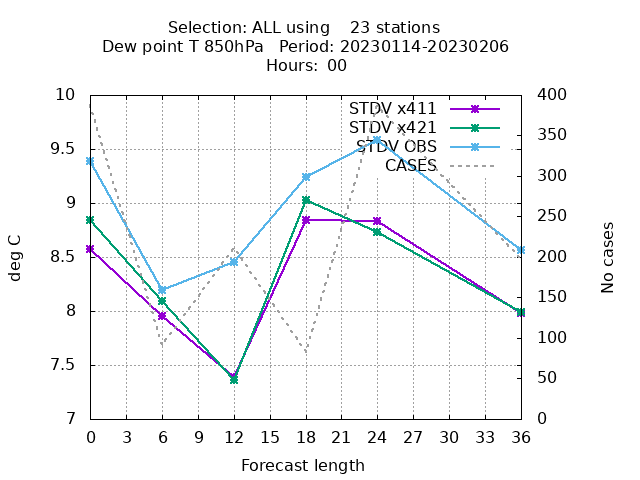 Selection: ALL using    23 stations
Dew point T 850hPa   Period: 20230114-20230206
Hours: 00
STDV x411
STDV x421
STDV OBS
CASES
10
9.5
9
8.5
8
7.5
7
deg C
400
350
300
250
200
150
100
50
0
No cases
0 3 6 9 12 15 18 21 24 27 30 33 36
Forecast length